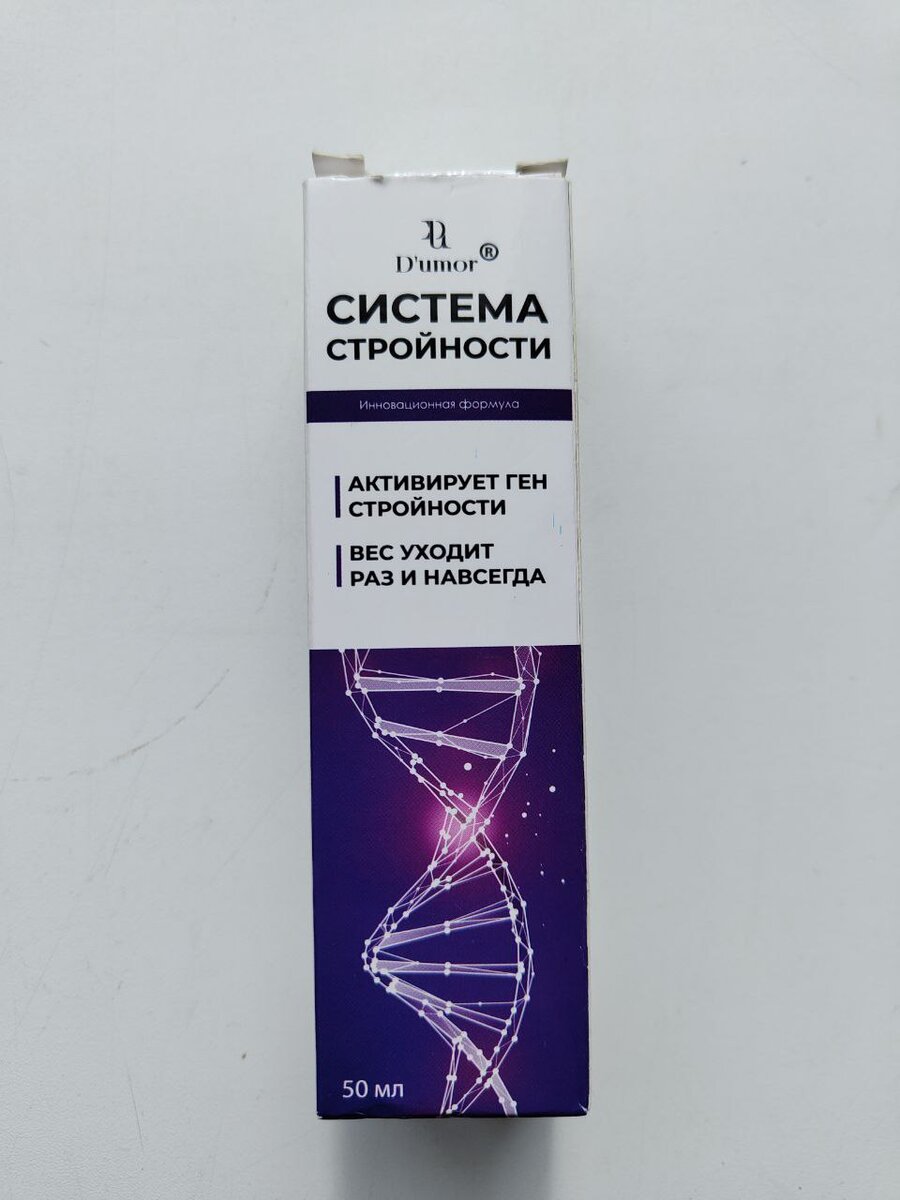 D'umor®
СИСТЕМА
СТРОЙНОСТИ
Инновационная формула
АКТИВИРУЕТ ГЕН
СТРОЙНОСТИ
ВЕС УХОДИТ
РАЗ И НАВСЕГДА
50 мл